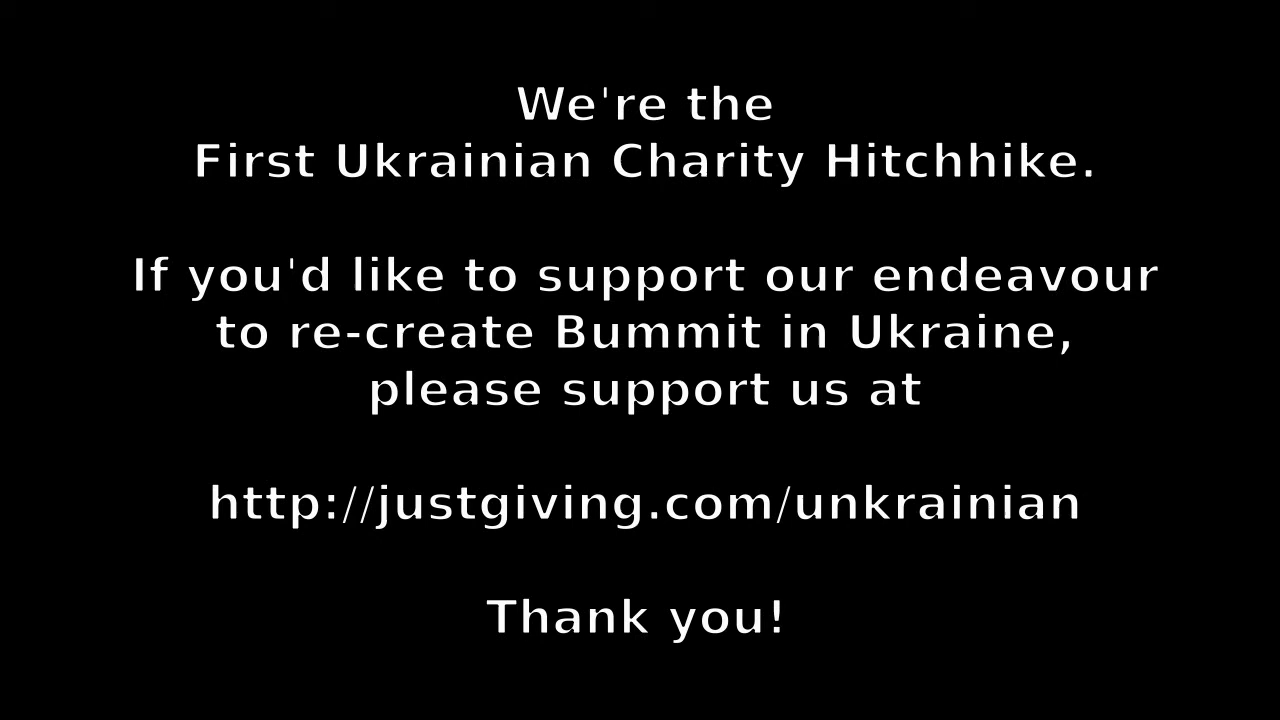 We're the
First Ukrainian Charity Hitchhike.
If you'd like to support our endeavour
to re-create Bummit in Ukraine,
please support us at
http://justgiving.com/unkrainian
Thank you!